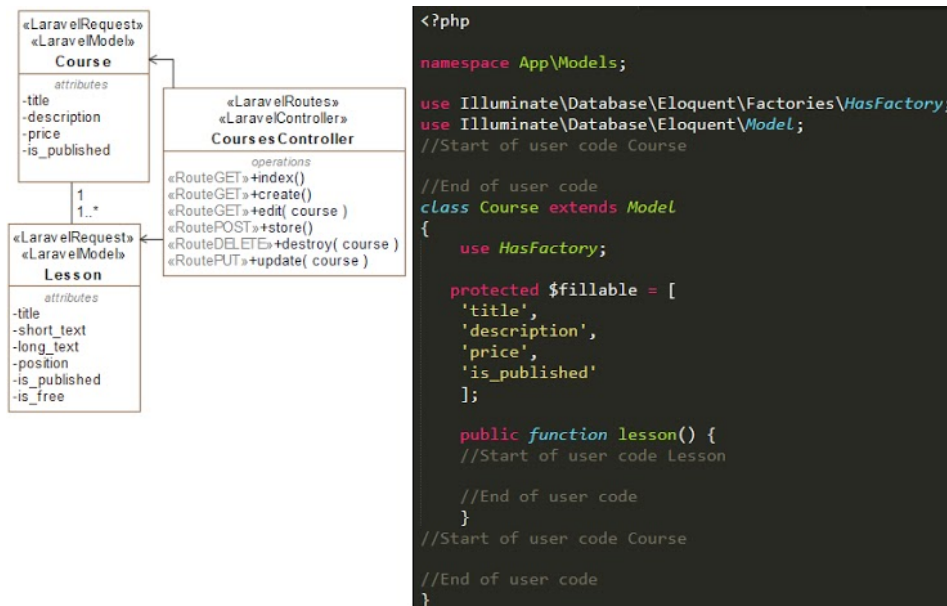 «LaravelRequest»
«LaravelModel»
Course
attributes
-title
-description
-price
-is_published
1
1..*
«LaravelRequest»
«LaravelModel»
Lesson
attributes
-title
-short_text
-long_text
-position
-is_published
-is_free
«LaravelRoutes»
«LaravelController»
CoursesController
operations
«RouteGET»+index()
«RouteGET»+create()
«RouteGET»+edit( course )
«RoutePOST»+store()
«RouteDELETE»+destroy( course )
«RoutePUT»+update( course )
<?php
namespace App\Models;
use Illuminate\Database\Eloquent\Factories\HasFactory;
use Illuminate\Database\Eloquent\Model;
//Start of user code Course
//End of user code
class Course extends Model
{
use HasFactory;
protected $fillable = [
'title',
'description',
'price',
'is_published'
];
public function lesson() {
//Start of user code Lesson
//End of user code
}
//Start of user code Course
//End of user code
}